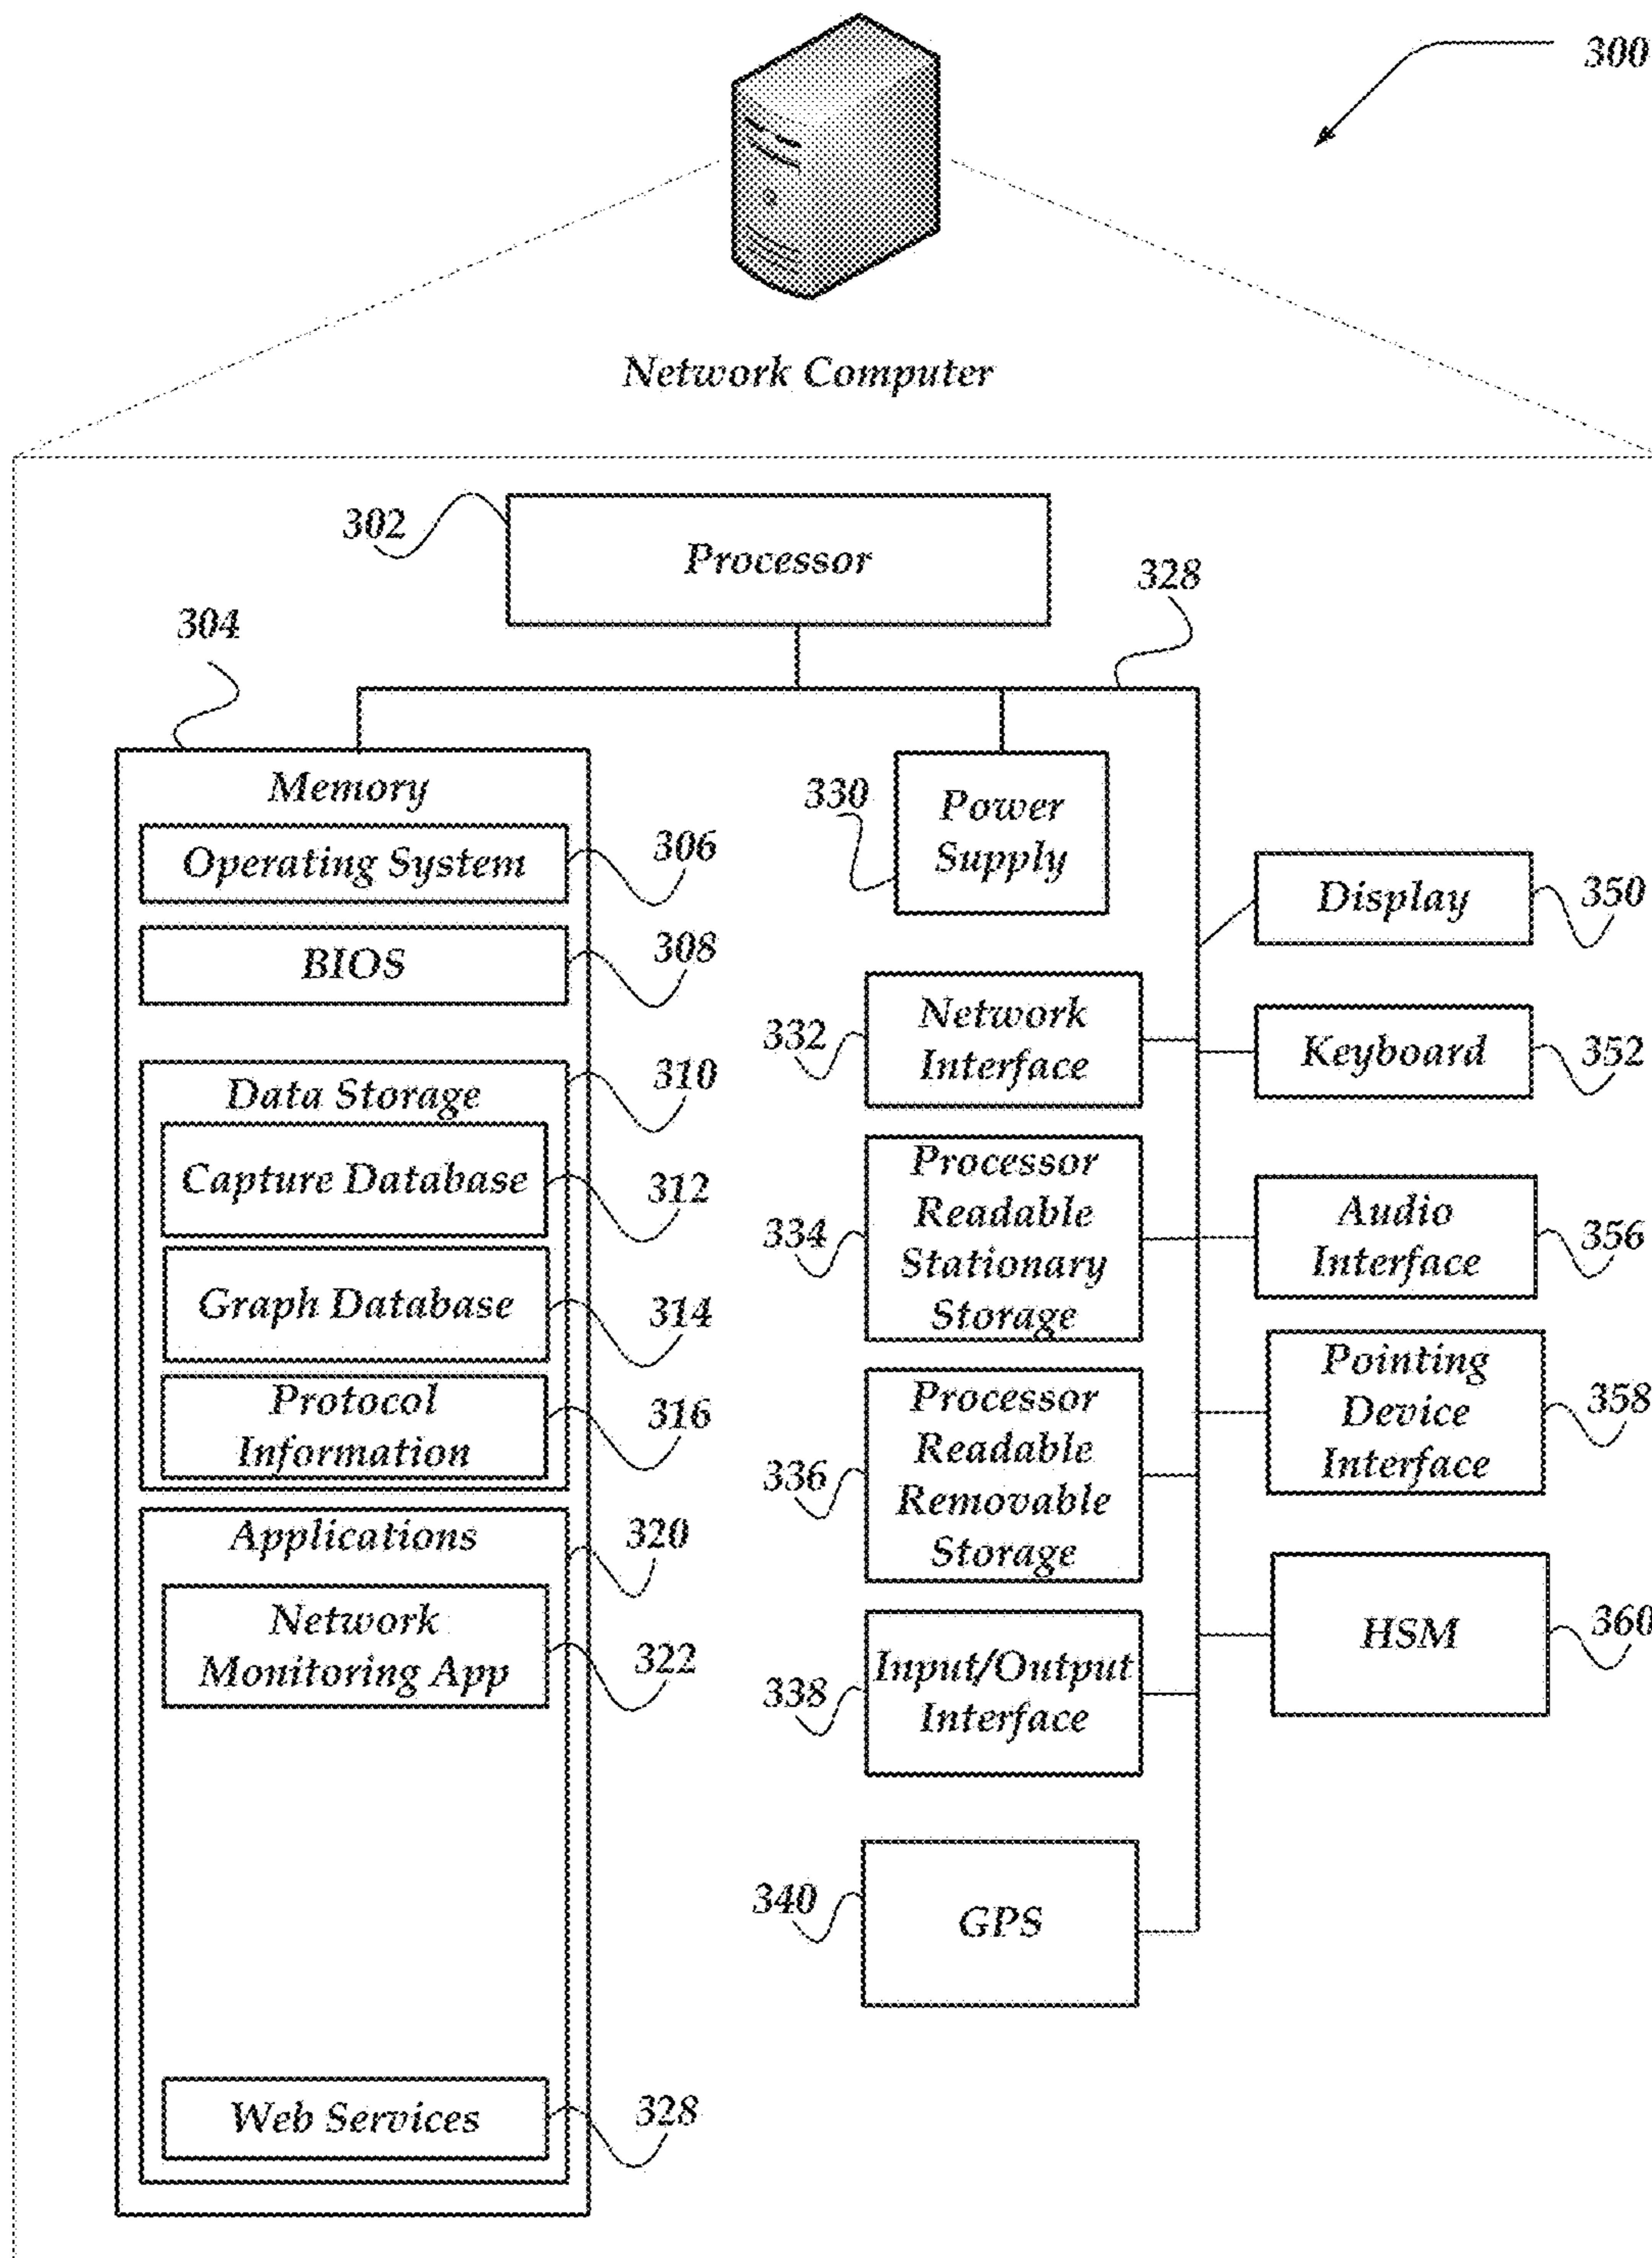 300
Network Computer
302
Processor
328
304
Memory
Operating System
306
BIOS
308
Data Storage
310
Capture Database
312
Graph Database
314
Protocol
Information
316
Applications
320
Network
Monitoring App
322
Web Services
328
330
Power
Supply
332
Network
Interface
334
Processor
Readable
Stationary
Storage
336
Processor
Readable
Removable
Storage
338
Input/Output
Interface
340
GPS
Display
350
Keyboard
352
Audio
Interface
356
Pointing
Device
Interface
358
HSM
360